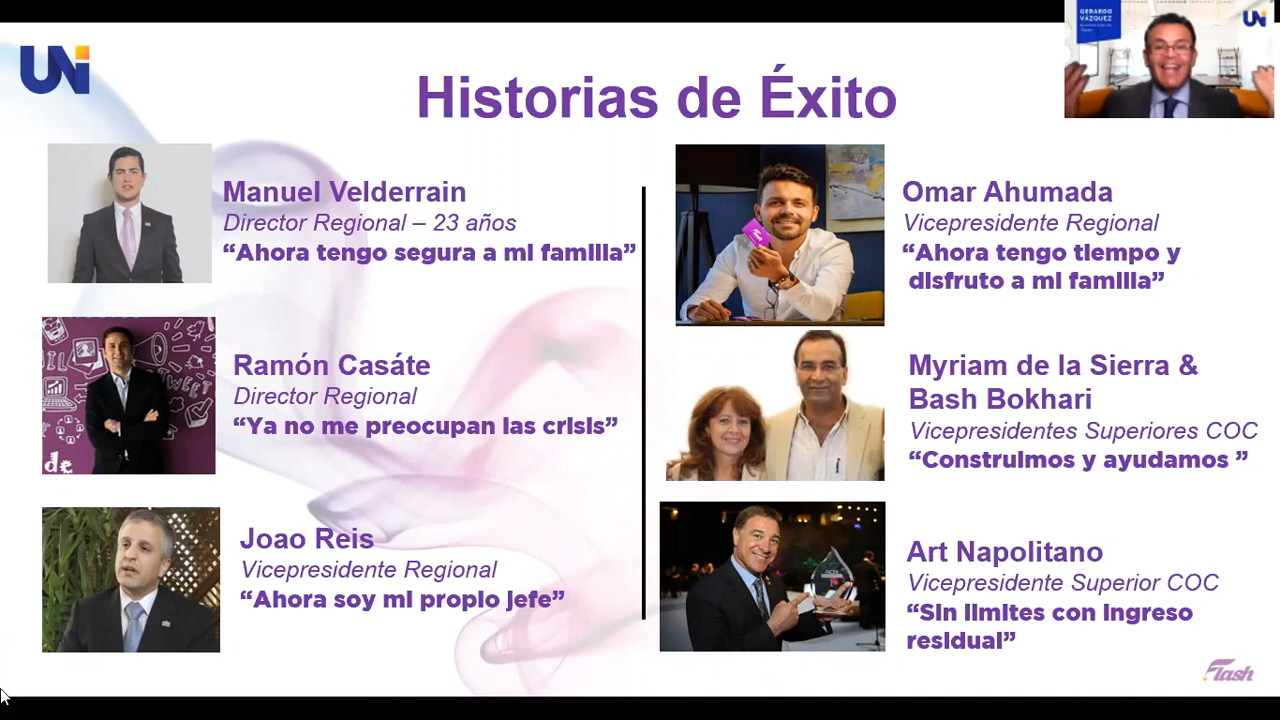 UNi
Historias de Éxito
GERARDO
VÁZQUEZ
UNi
Manuel Velderrain
Director Regional – 23 años
“Ahora tengo segura a mi familia”
Ramón Casáte
Director Regional
“Ya no me preocupan las crisis”
TWEET
de
Joao Reis
Vicepresidente Regional
“Ahora soy mi propio jefe”
Omar Ahumada
Vicepresidente Regional
“Ahora tengo tiempo y
disfruto a mi familia”
Myriam de la Sierra &
Bash Bokhari
Vicepresidentes Superiores COC
“Construimos y ayudamos ”
ACN
Art Napolitano
Vicepresidente Superior COC
“Sin limites con ingreso
residual”
Flash